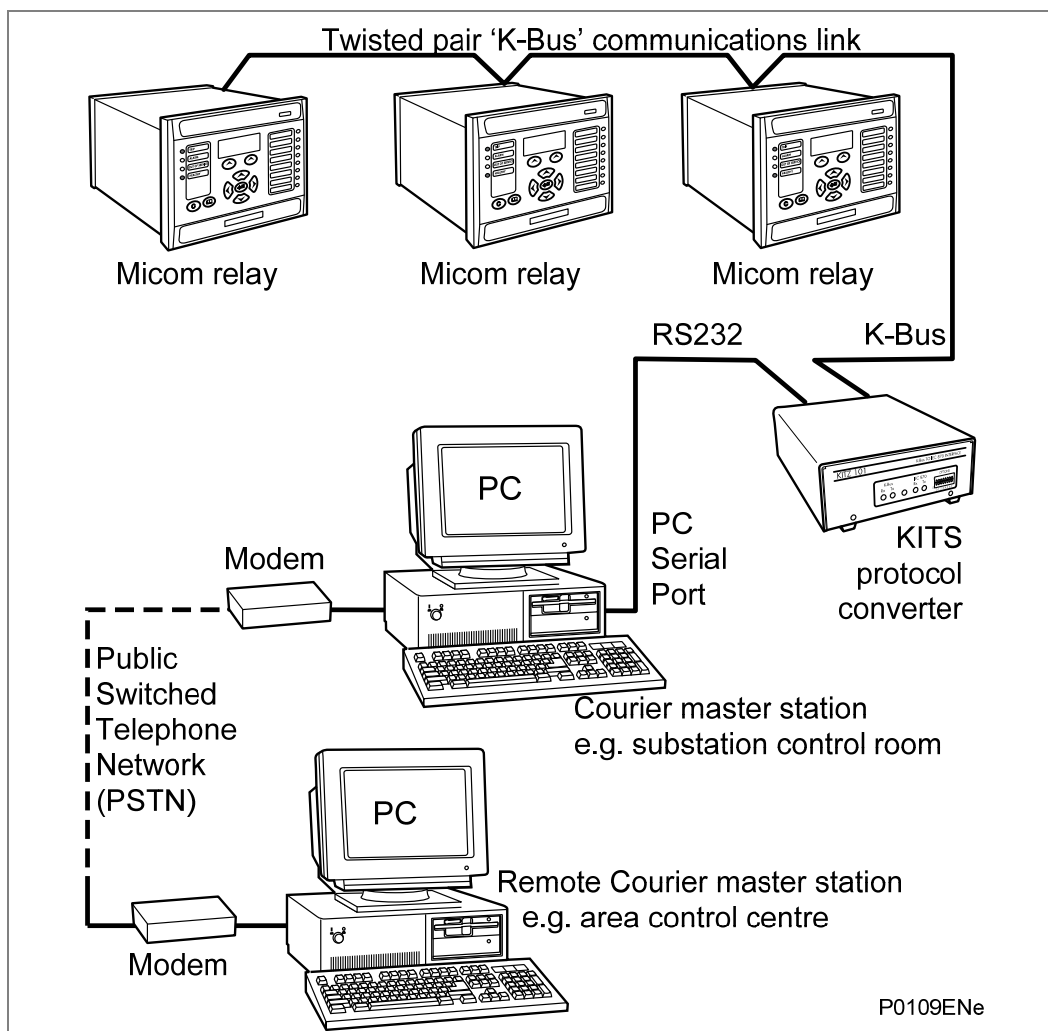 Twisted pair ‘K-Bus’ communications link
Micom relay
Micom relay
Micom relay
RS232
K-Bus
PC
Modem
PC
Serial
Port
KITZ 101
KITS
protocol
converter
Public
Switched
Telephone
Network
(PSTN)
Courier master station
e.g. substation control room
PC
Remote Courier master station
e.g. area control centre
Modem
P0109ENe